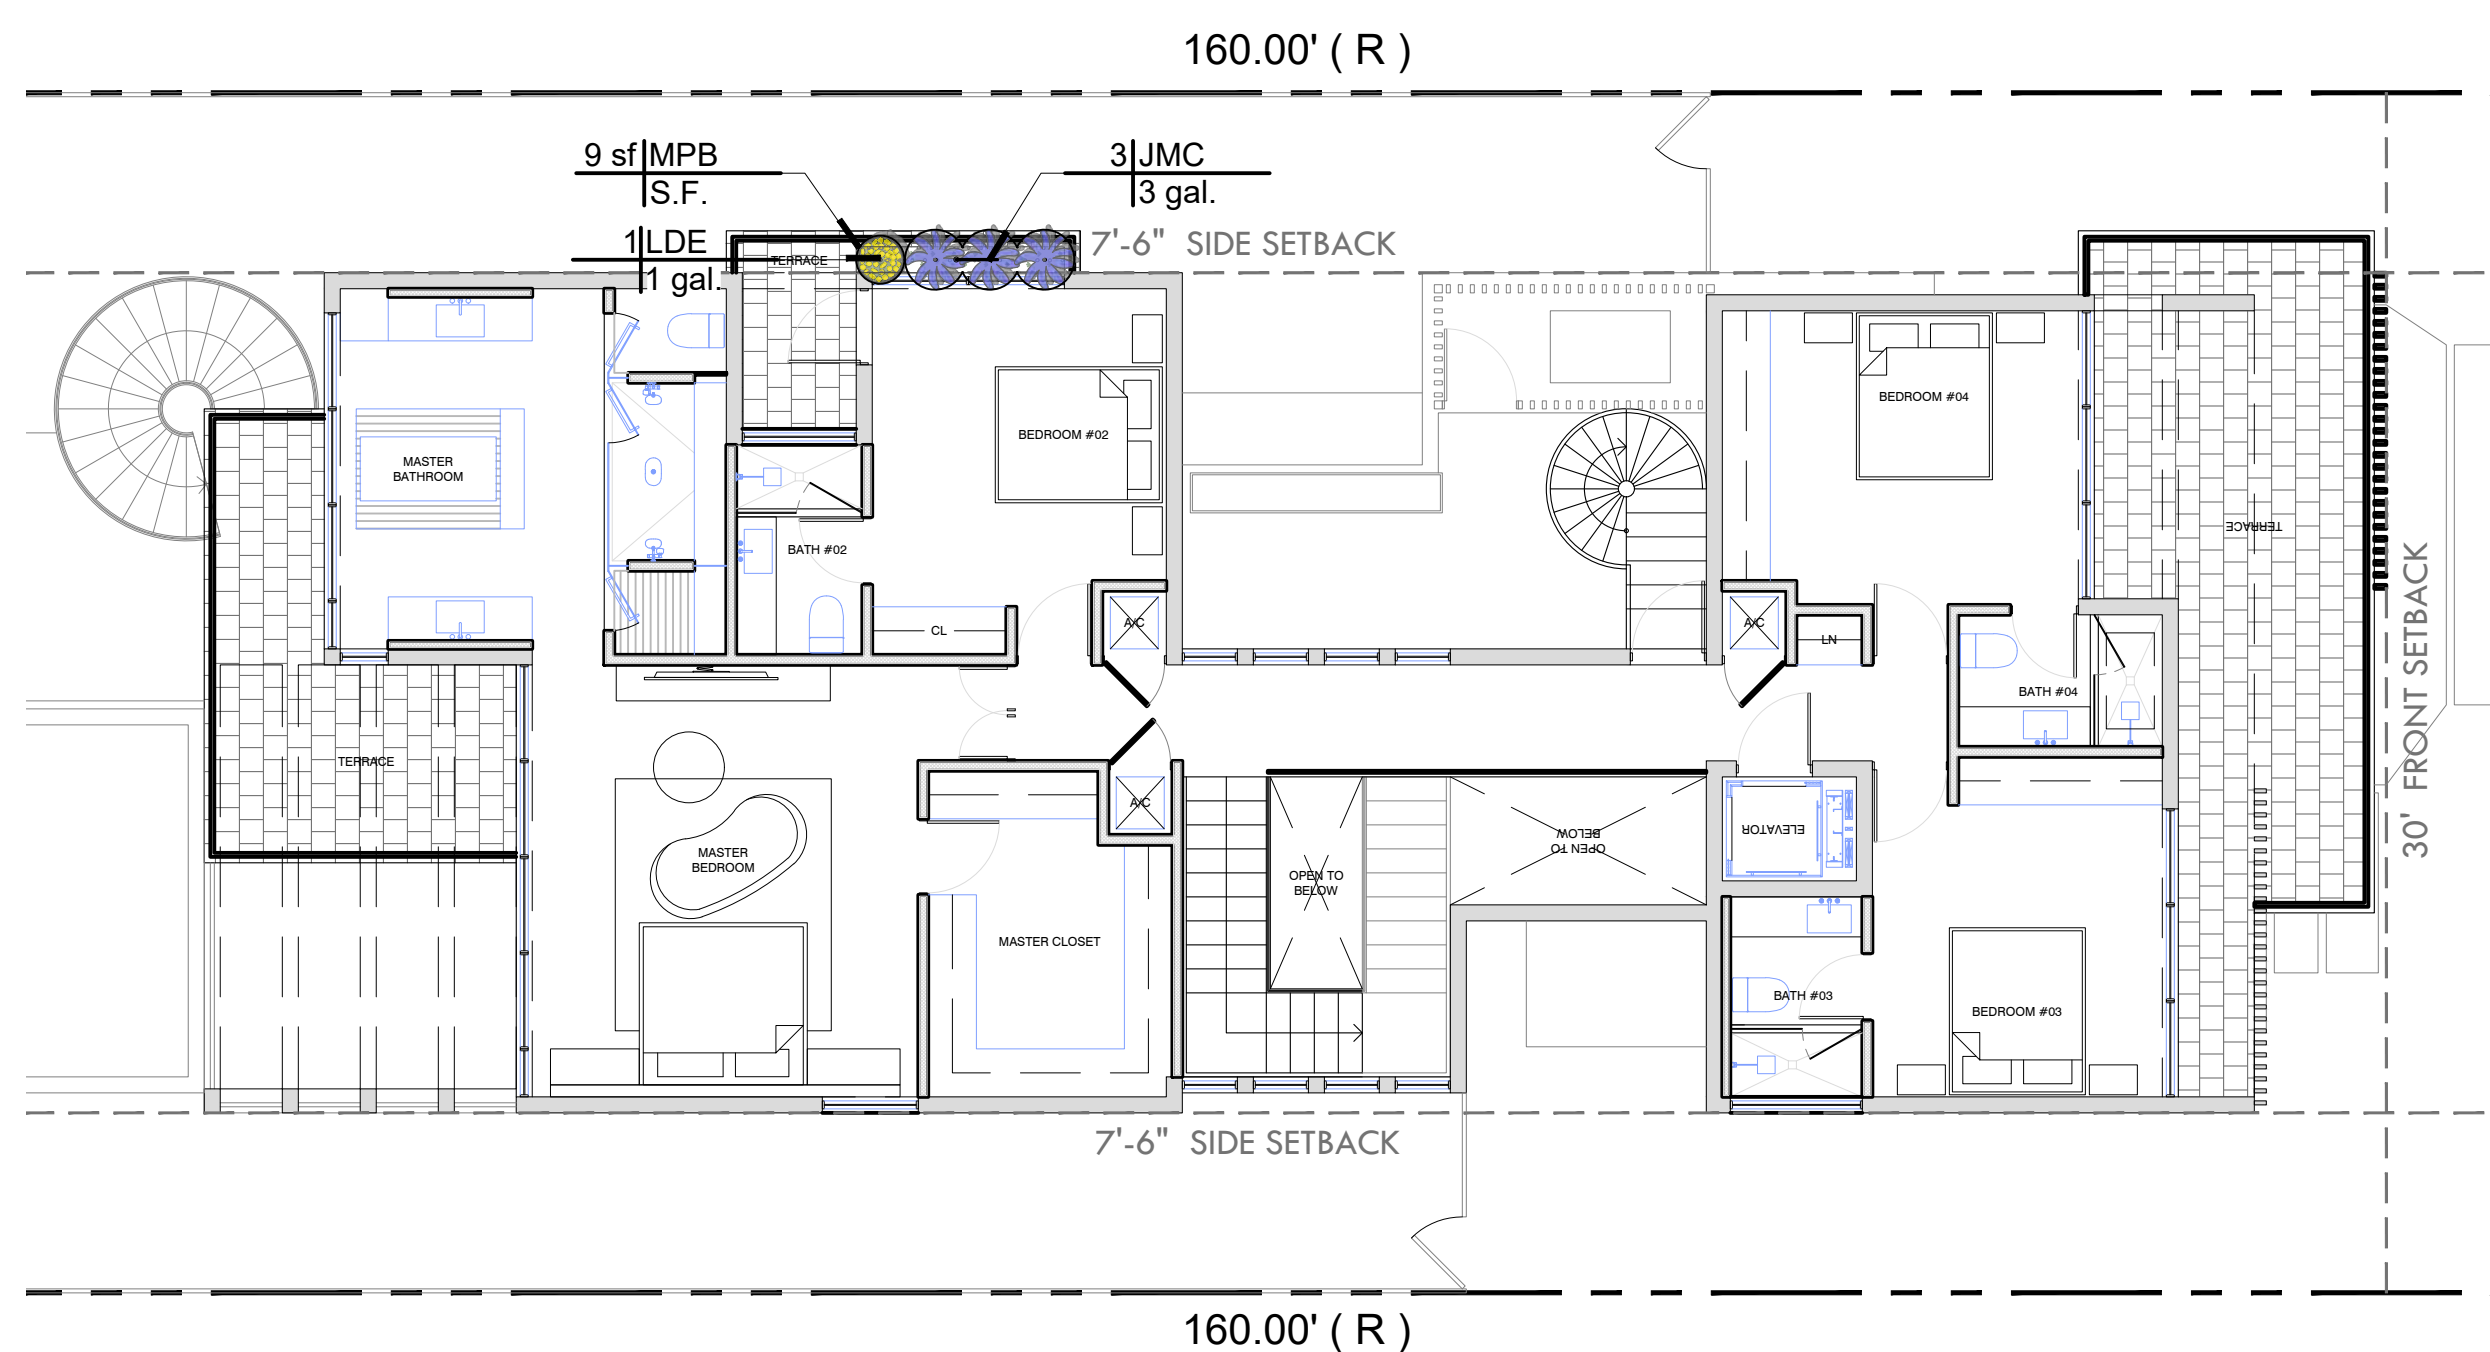 160.00' ( R )
9 sf MPB
S.F.
3 JMC
3 gal.
1 LDE
1 gal.
7'-6" SIDE SETBACK
TERRACE
BEDROOM #04
BEDROOM #02
MASTER
BATHROOM
TERRACE
BATH #02
A/C
A/C
CL
LN
BATH #04
30' FRONT SETBACK
TERRACE
A/C
ELEVATOR
OPEN TO
BELOW
MASTER
BEDROOM
OPEN TO
BELOW
MASTER CLOSET
BATH #03
BEDROOM #03
7'-6" SIDE SETBACK
160.00' ( R )